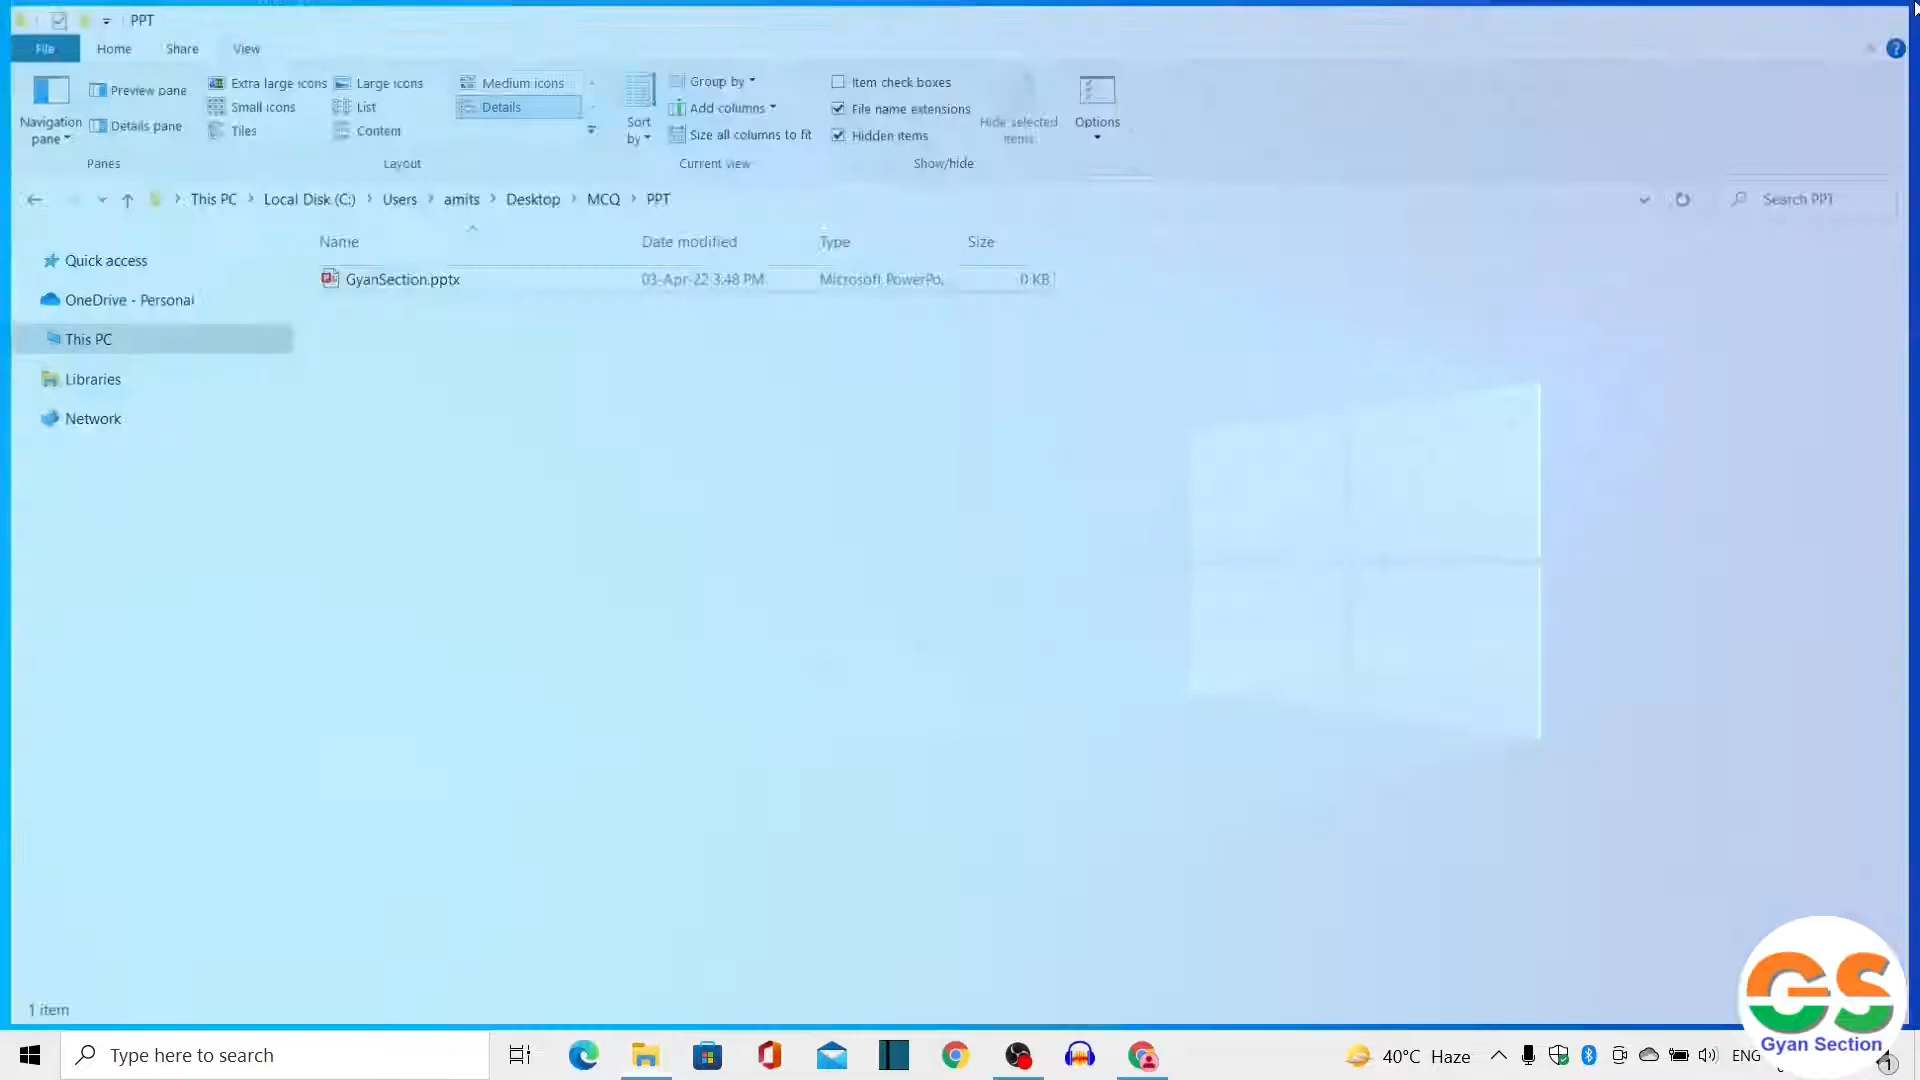 PPT
File Home Share View
Navigation pane
Preview pane
Details pane
Panes
Extra large icons Large icons Medium icons
Small icons List Details
Tiles Content
Layout
Sort by
Group by
Add columns
Size all columns to fit
Current view
Item check boxes
File name extensions
Hidden items
Hide selected items
Show/hide
Options
This PC Local Disk (C:) Users amits Desktop MCQ PPT
Search PPT
Name Date modified Type Size
GyanSection.pptx 03-Apr-22 3:48 PM Microsoft PowerPo... 0 KB
Quick access
OneDrive - Personal
This PC
Libraries
Network
1 item
GS
Gyan Section
Type here to search
40°C Haze
ENG
1